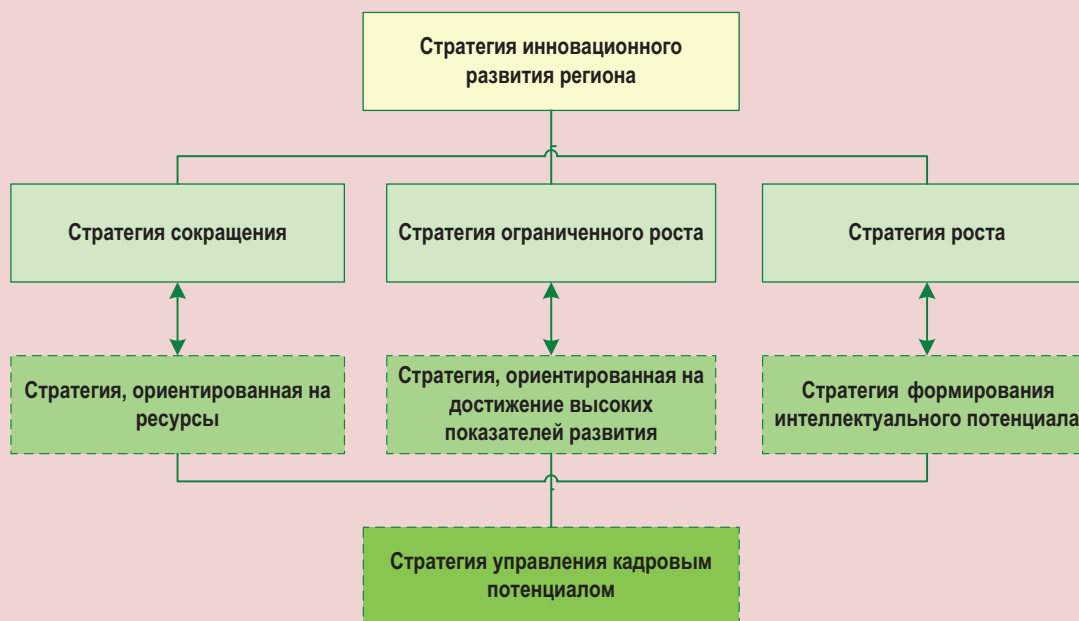 Стратегия инновационного
развития региона
Стратегия сокращения
Стратегия ограниченного роста
Стратегия роста
Стратегия, ориентированная на
ресурсы
Стратегия, ориентированная на
достижение высоких
показателей развития
Стратегия формирования
интеллектуального потенциала
Стратегия управления кадровым
потенциалом